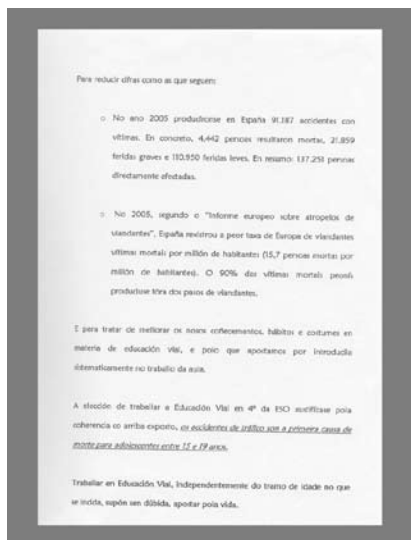 Para reducir cifras como as que seguen:
o No ano 2005 producíronse en España 91.187 accidentes con
vítimas. En concreto, 4.442 persoas resultaron mortas, 21.859
feridas graves e 110.950 feridas leves. En resumo: 137.251 persoas
directamente afectadas.
o No 2005, segundo o "Informe europeo sobre atropelos de
viandantes", España rexistrou a peor taxa de Europa de viandantes
vítimas mortais por millón de habitantes (15,7 persoas mortas por
millón de habitantes). O 90% das vítimas mortais peonís
produciuse fóra dos pasos de viandantes.
E para tratar de mellorar os nosos coñecementos, hábitos e costumes en
materia de educación vial, e polo que apostamos por introducila
sistematicamente no traballo da aula.
A elección de traballar a Educación Vial en 4º da ESO xustifícase pola
coherencia co arriba exposto, os accidentes de tráfico son a primeira causa de
morte para adolescentes entre 15 e 19 anos.
Traballar en Educación Vial, independentemente do tramo de idade no que
se incida, supón sen dúbida, apostar pola vida.